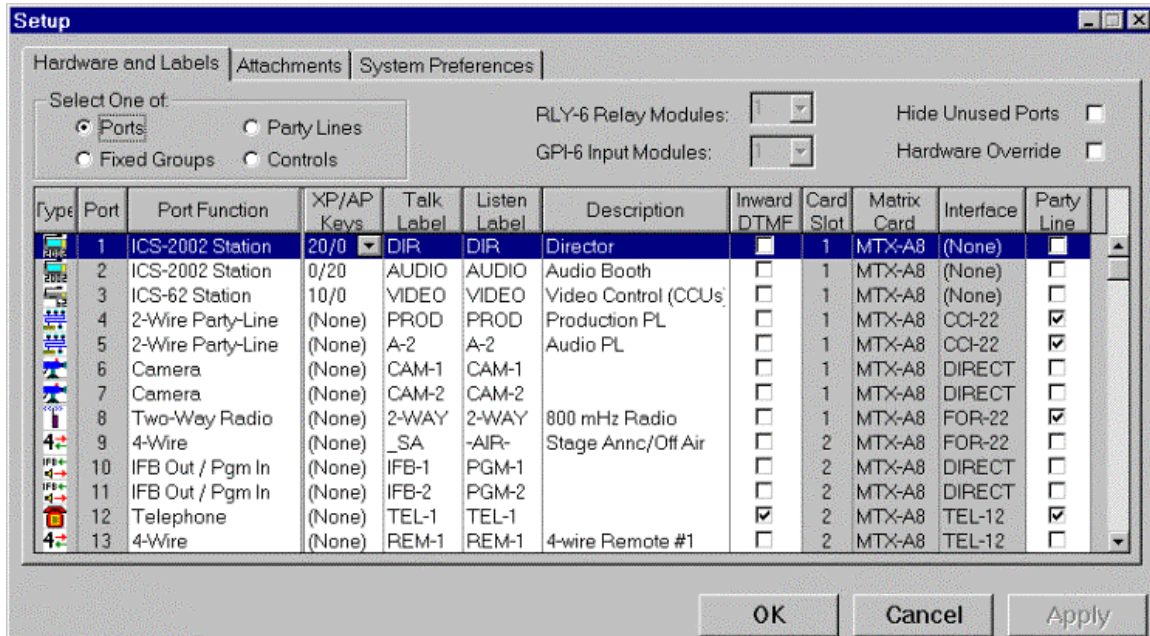 Setup
Hardware and Labels Attachments System Preferences
Select One of:
Ports Party Lines
Fixed Groups Controls
RLY-6 Relay Modules: 1
GPI-6 Input Modules: 1
Hide Unused Ports
Hardware Override
Type Port Port Function XP/AP Keys Talk Label Listen Label Description Inward DTMF Card Slot Matrix Card Interface Party Line
1 ICS-2002 Station 20/0 DIR DIR Director 1 MTX-A8 (None)
2 ICS-2002 Station 0/20 AUDIO AUDIO Audio Booth 1 MTX-A8 (None)
3 ICS-62 Station 10/0 VIDEO VIDEO Video Control (CCUs 1 MTX-A8 (None)
4 2-Wire Party-Line (None) PROD PROD Production PL 1 MTX-A8 CCI-22
5 2-Wire Party-Line (None) A-2 A-2 Audio PL 1 MTX-A8 CCI-22
6 Camera (None) CAM-1 CAM-1 1 MTX-A8 DIRECT
7 Camera (None) CAM-2 CAM-2 1 MTX-A8 DIRECT
8 Two-Way Radio (None) 2-WAY 2-WAY 800 mHz Radio 1 MTX-A8 FOR-22
4 9 4-Wire (None) _SA -AIR- Stage Annc/Off Air 2 MTX-A8 FOR-22
IFB 10 IFB Out / Pgm In (None) IFB-1 PGM-1 2 MTX-A8 DIRECT
IFB 11 IFB Out / Pgm In (None) IFB-2 PGM-2 2 MTX-A8 DIRECT
12 Telephone (None) TEL-1 TEL-1 2 MTX-A8 TEL-12
4 13 4-Wire (None) REM-1 REM-1 4-wire Remote #1 2 MTX-A8 TEL-12
OK Cancel Apply